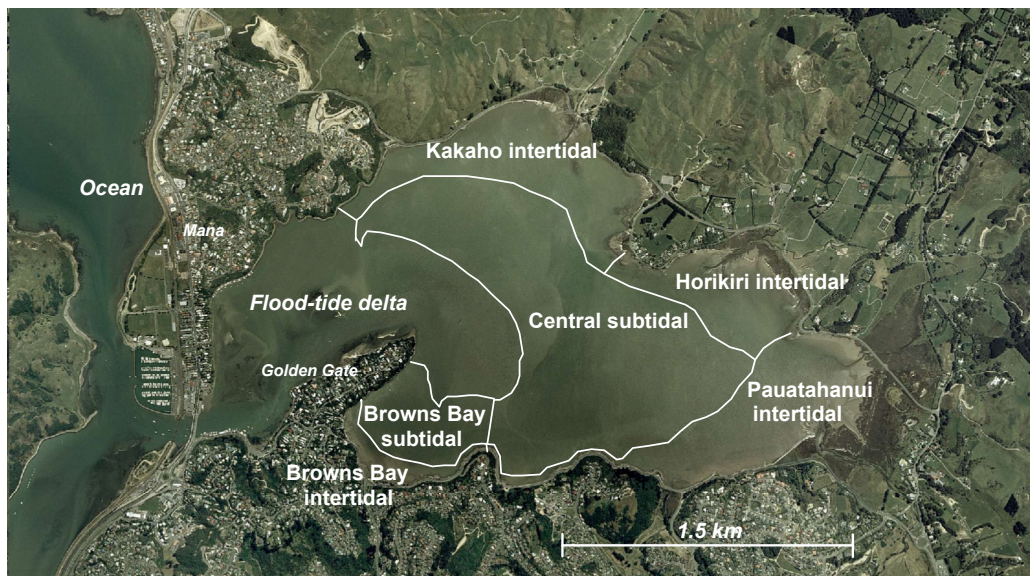 Kakaho intertidal
Ocean
Mana
Horikiri intertidal
Flood-tide delta
Central subtidal
Golden Gate
Pauatahanui
intertidal
Browns Bay
subtidal
Browns Bay
intertidal
1.5 km